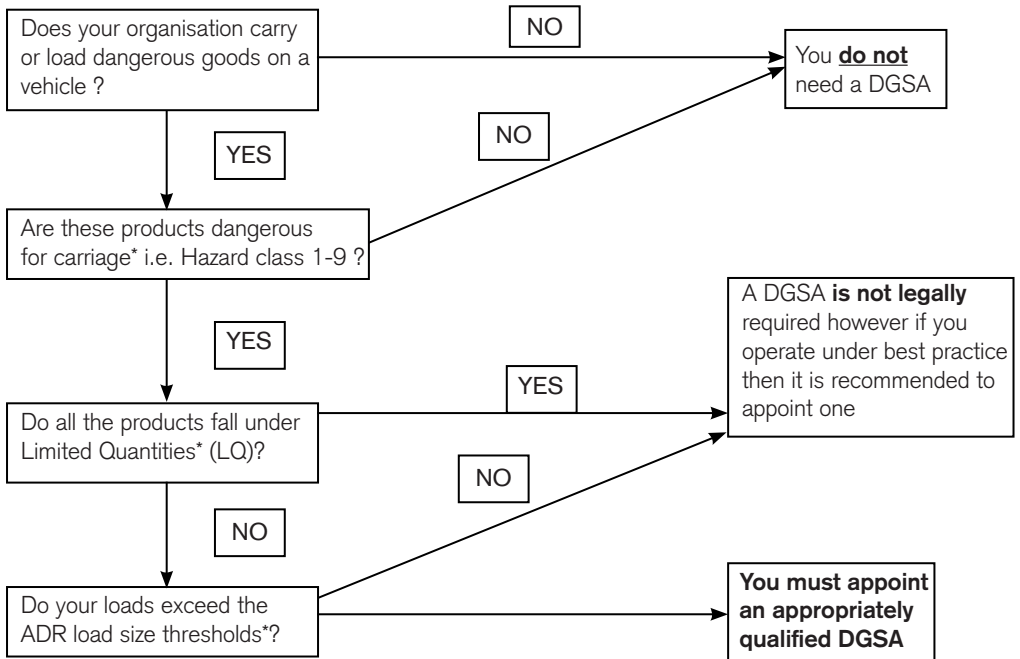 Does your organisation carry
or load dangerous goods on a
vehicle ?
NO
You do not
need a DGSA
YES
NO
Are these products dangerous
for carriage* i.e. Hazard class 1-9 ?
YES
A DGSA is not legally
required however if you
operate under best practice
then it is recommended to
appoint one
YES
Do all the products fall under
Limited Quantities* (LQ)?
NO
NO
Do your loads exceed the
ADR load size thresholds*?
You must appoint
an appropriately
qualified DGSA